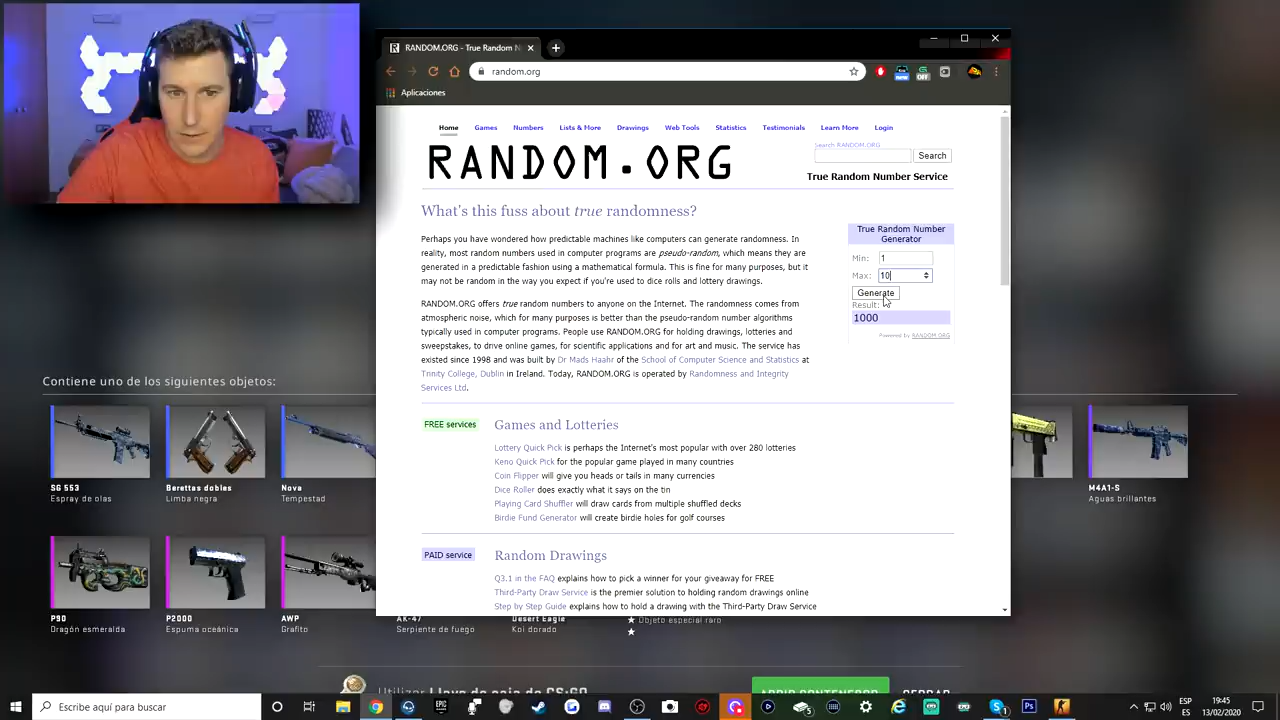 RANDOM.ORG - True Random N
random.org
Aplicaciones
Home Games Numbers Lists & More Drawings Web Tools Statistics Testimonials Learn More Login
RANDOM.ORG
Search RANDOM.ORG
Search
True Random Number Service
What's this fuss about true randomness?
Perhaps you have wondered how predictable machines like computers can generate randomness. In
reality, most random numbers used in computer programs are pseudo-random, which means they are
generated in a predictable fashion using a mathematical formula. This is fine for many purposes, but it
may not be random in the way you expect if you're used to dice rolls and lottery drawings.
RANDOM.ORG offers true random numbers to anyone on the Internet. The randomness comes from
atmospheric noise, which for many purposes is better than the pseudo-random number algorithms
typically used in computer programs. People use RANDOM.ORG for holding drawings, lotteries and
sweepstakes, to drive online games, for scientific applications and for art and music. The service has
existed since 1998 and was built by Dr Mads Haahr of the School of Computer Science and Statistics at
Trinity College, Dublin in Ireland. Today, RANDOM.ORG is operated by Randomness and Integrity
Services Ltd.
True Random Number
Generator
Min: 1
Max: 10
Generate
Result:
1000
Powered by RANDOM.ORG
FREE services
Games and Lotteries
Lottery Quick Pick is perhaps the Internet's most popular with over 280 lotteries
Keno Quick Pick for the popular game played in many countries
Coin Flipper will give you heads or tails in many currencies
Dice Roller does exactly what it says on the tin
Playing Card Shuffler will draw cards from multiple shuffled decks
Birdie Fund Generator will create birdie holes for golf courses
PAID service
Random Drawings
Q3.1 in the FAQ explains how to pick a winner for your giveaway for FREE
Third-Party Draw Service is the premier solution to holding random drawings online
Step by Step Guide explains how to hold a drawing with the Third-Party Draw Service
Contiene uno de los siguientes objetos:
SG 553
Espray de olas
Berettas dobles
Limba negra
Nova
Tempestad
M4A1-S
Aguas brillantes
P90
Dragón esmeralda
P2000
Espuma oceánica
AWP
Grafito
AK-47
Serpiente de fuego
Desert Eagle
Koi dorado
★ Objeto especial raro
★
Utilizar Llave de caja de CS:GO
ABRIR CONTENEDOR
CERRAR
Escribe aquí para buscar
ESP
ES
19:45
13/02/2020